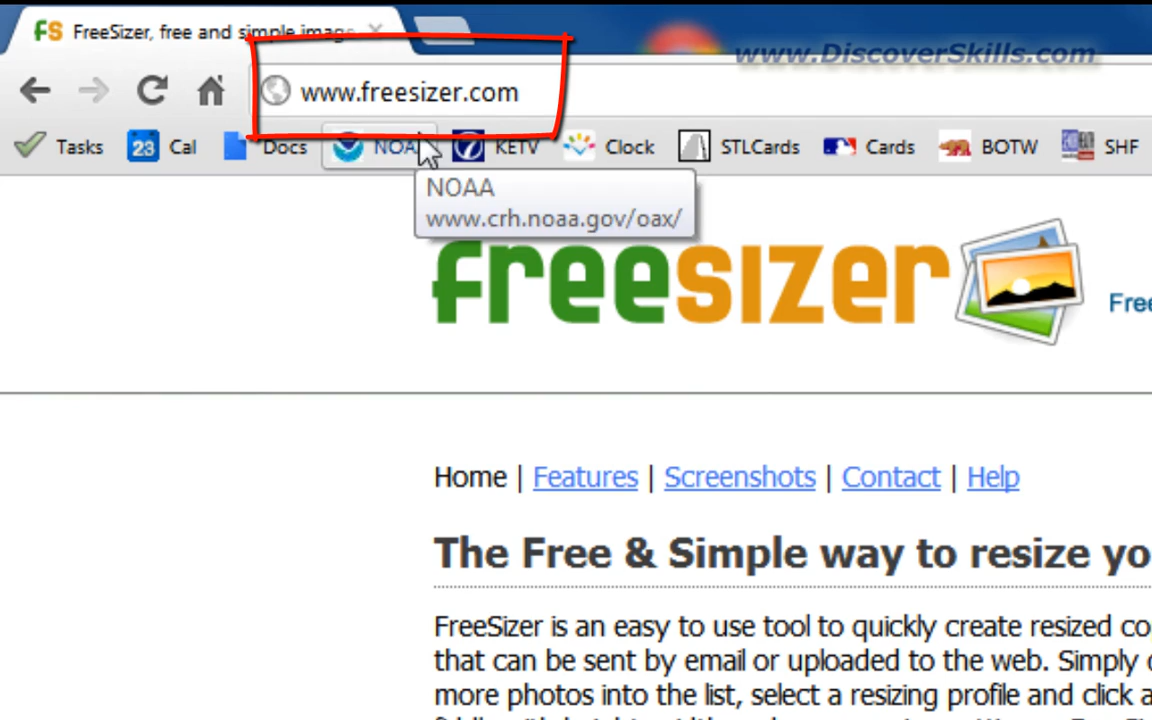 FS FreeSizer, free and simple image
www.DiscoverSkills.com
www.freesizer.com
Tasks 23 Cal Docs NOA 7 KETV Clock STLCards Cards BOTW SHF
NOAA
www.crh.noaa.gov/oax/
freesizer
Free
Home | Features | Screenshots | Contact | Help
The Free & Simple way to resize yo
FreeSizer is an easy to use tool to quickly create resized co
that can be sent by email or uploaded to the web. Simply
more photos into the list, select a resizing profile and click a